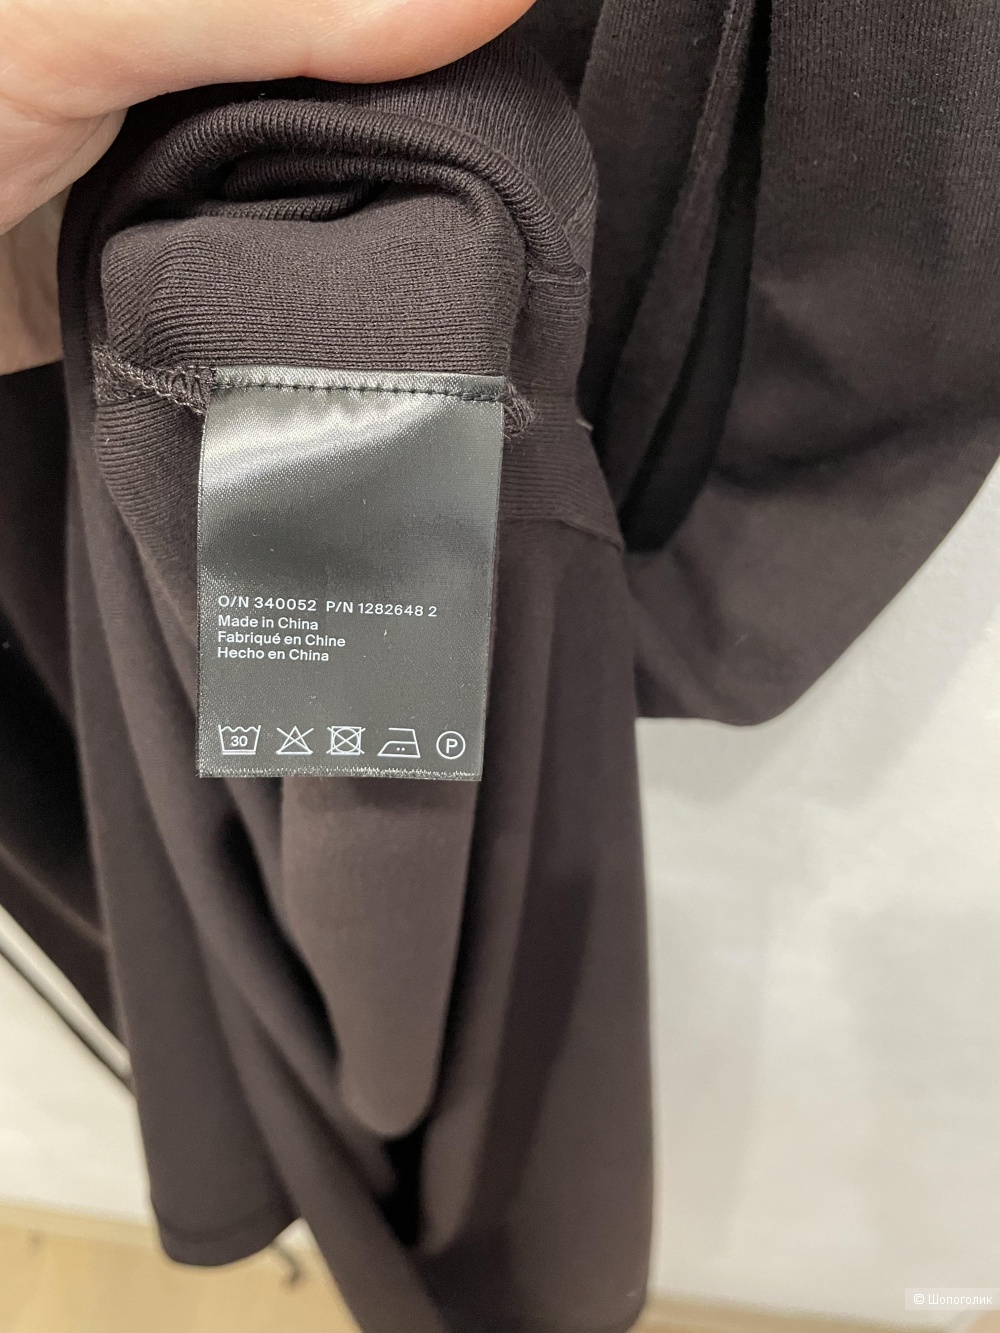 O/N 340052 P/N 1282648 2
Made in China
Fabriqué en Chine
Hecho en China
30 P
© Шопоголик